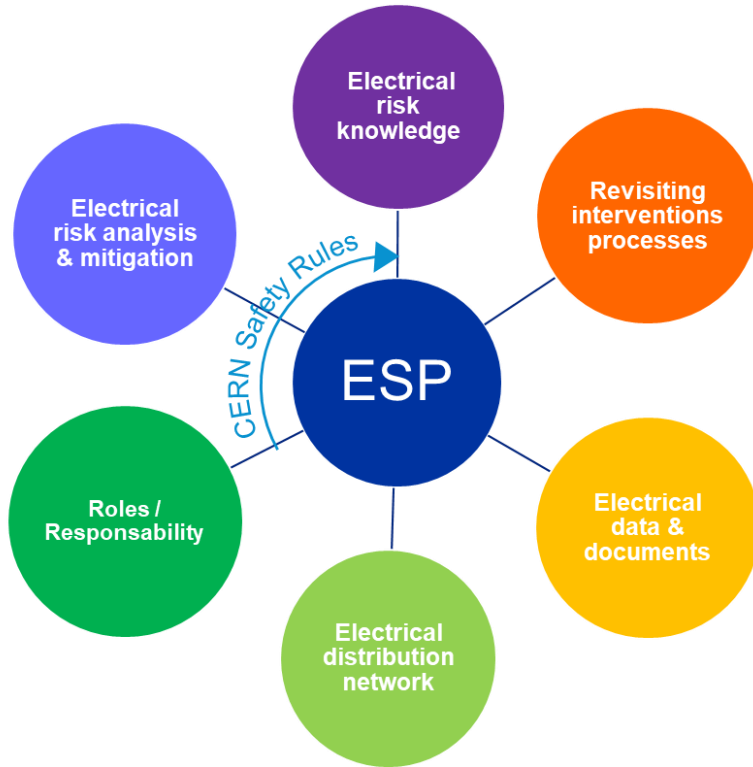 Electrical
risk
knowledge
Revisiting
interventions
processes
Electrical
data &
documents
Electrical
distribution
network
Roles /
Responsability
Electrical
risk analysis
& mitigation
CERN Safety Rules
ESP